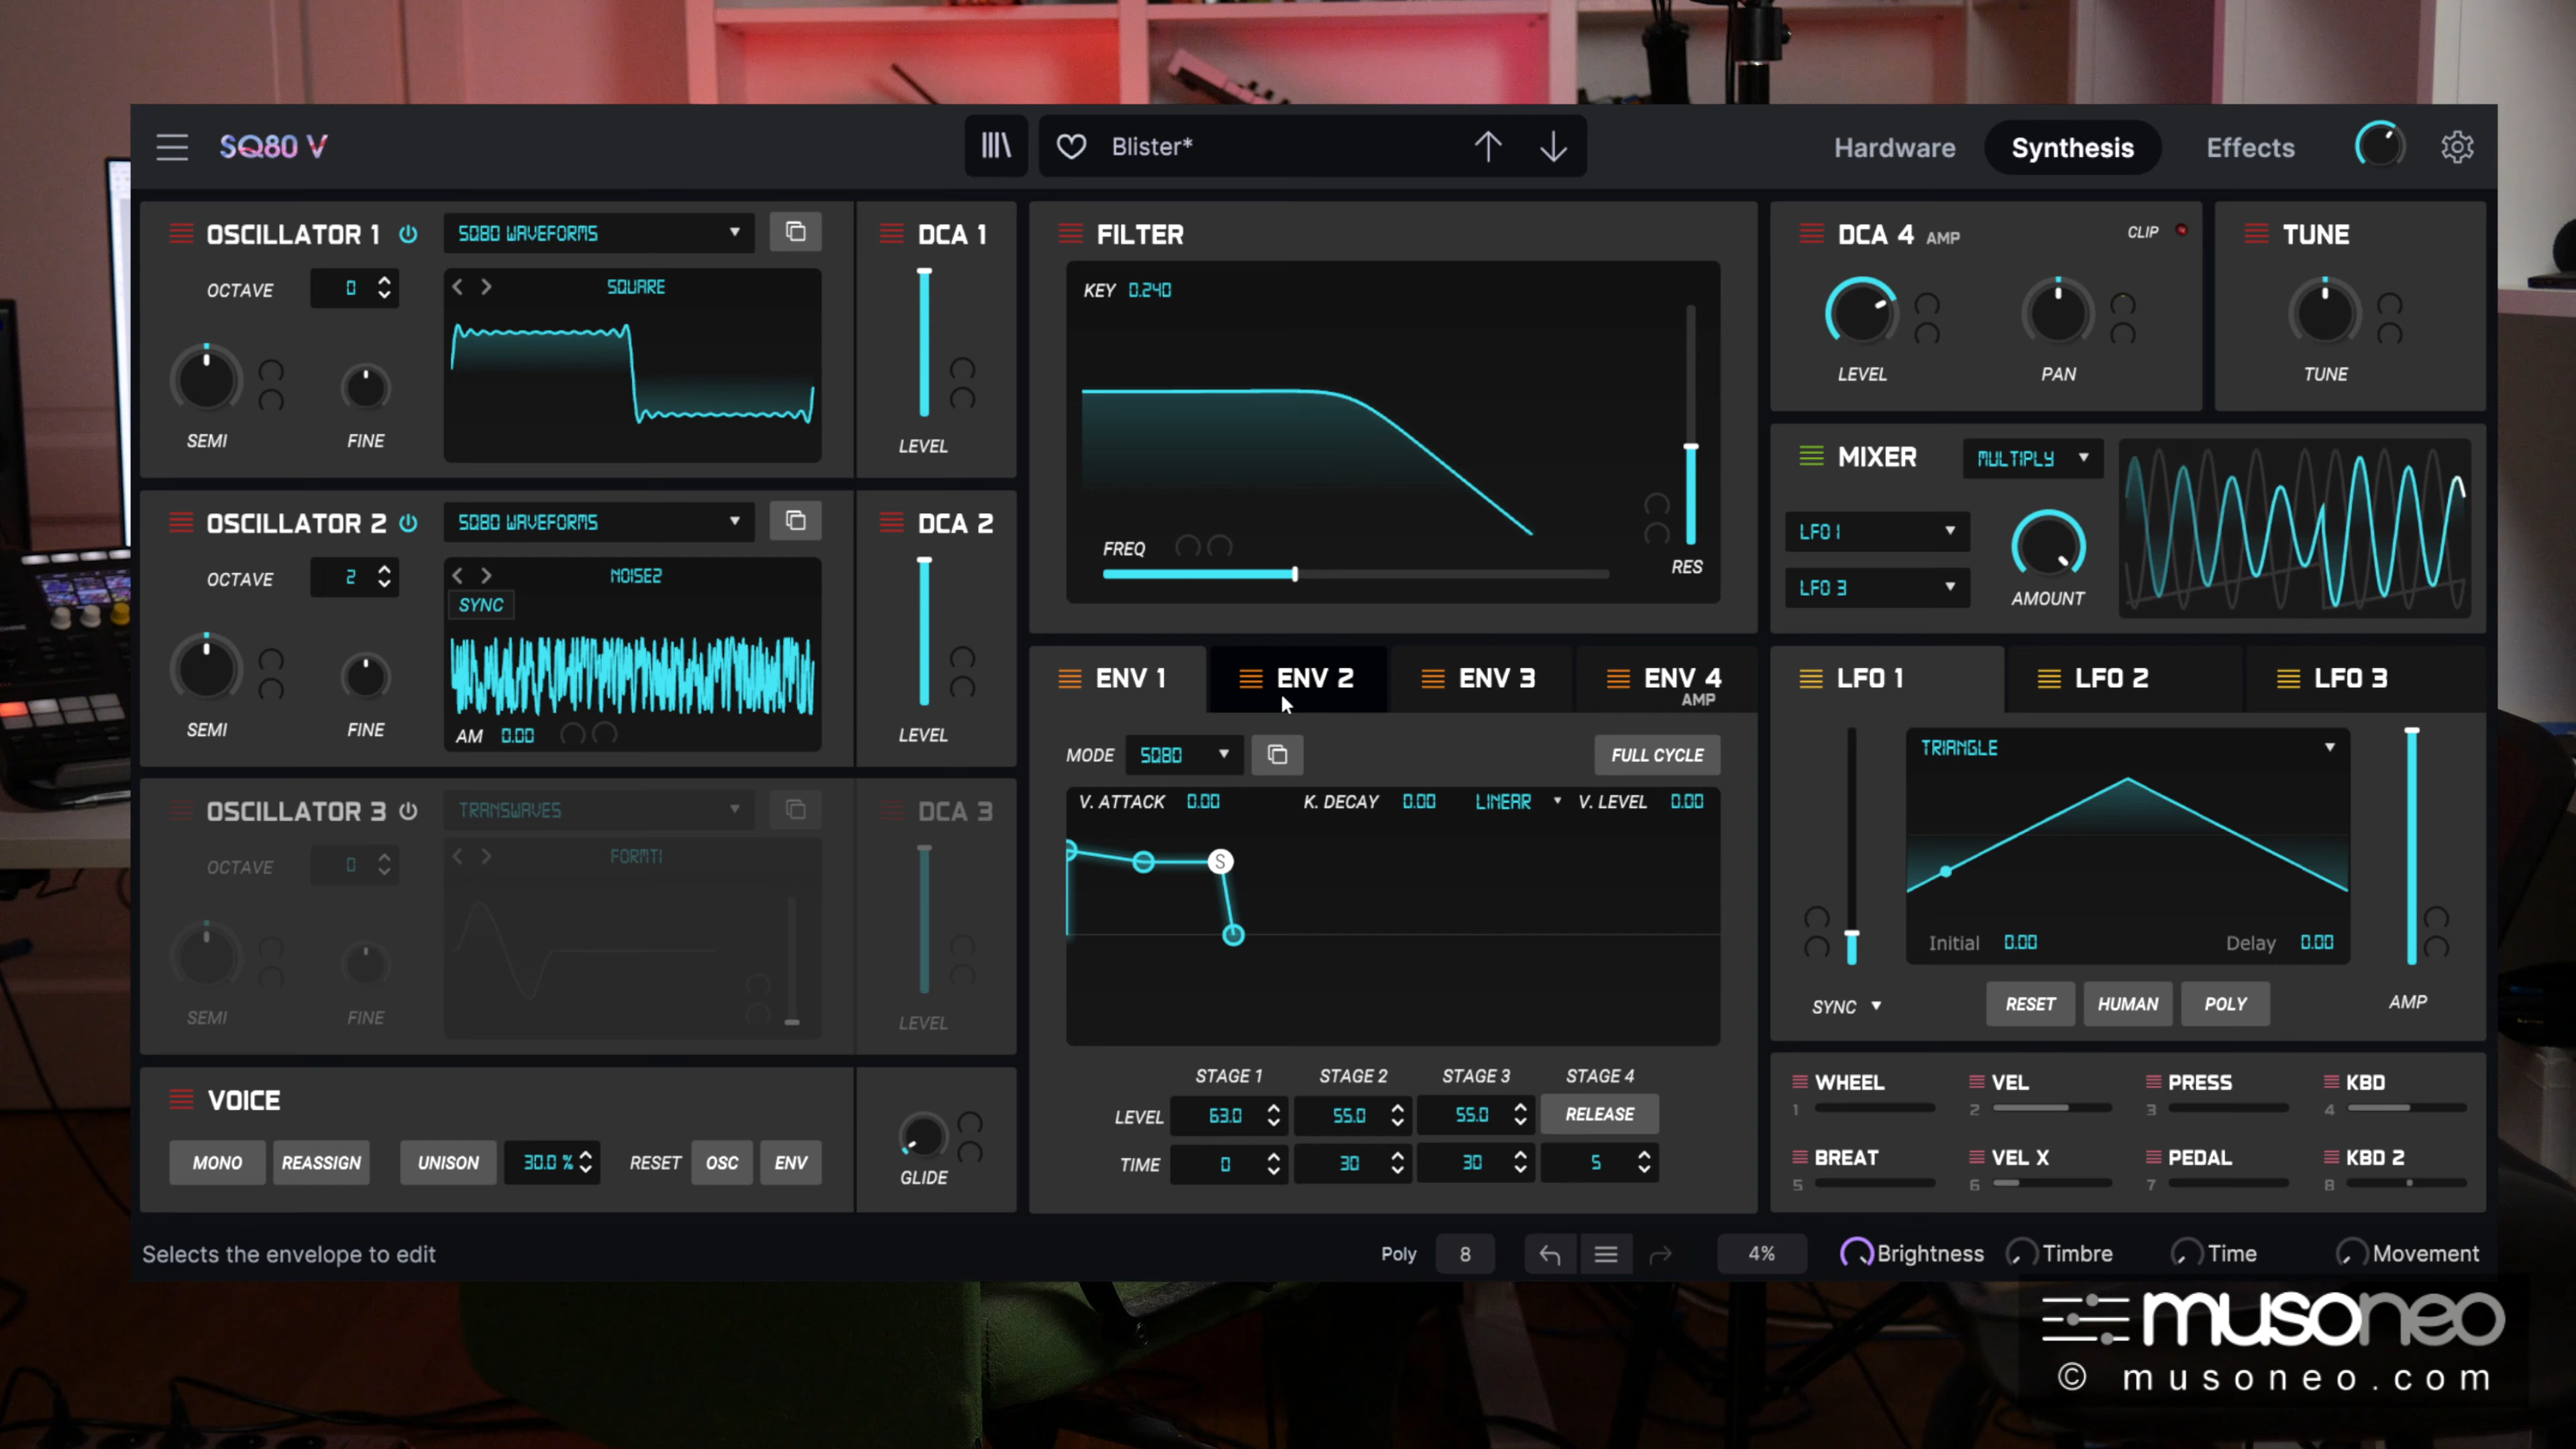 SQ80 V
Blister*
Hardware
Synthesis
Effects
OSCILLATOR 1
SQ80 WAVEFORMS
OCTAVE 0
SQUARE
SEMI
FINE
DCA 1
LEVEL
OSCILLATOR 2
SQ80 WAVEFORMS
OCTAVE 2
NOISE2
SYNC
SEMI
FINE
AM 0.00
DCA 2
LEVEL
OSCILLATOR 3
TRANSWAVES
OCTAVE 0
FORMT1
SEMI
FINE
DCA 3
LEVEL
VOICE
MONO
REASSIGN
UNISON
30.0 %
RESET
OSC
ENV
GLIDE
FILTER
KEY 0.240
FREQ
RES
ENV 1
ENV 2
ENV 3
ENV 4
AMP
MODE SQ80
FULL CYCLE
V. ATTACK 0.00
K. DECAY 0.00
LINEAR
V. LEVEL 0.00
S
STAGE 1 STAGE 2 STAGE 3 STAGE 4
LEVEL 63.0 55.0 55.0 RELEASE
TIME 0 30 30 5
DCA 4 AMP
CLIP
LEVEL
PAN
TUNE
TUNE
MIXER
MULTIPLY
LFO 1
LFO 3
AMOUNT
LFO 1
LFO 2
LFO 3
TRIANGLE
Initial 0.00
Delay 0.00
SYNC
RESET
HUMAN
POLY
AMP
WHEEL
1
VEL
2
PRESS
3
KBD
4
BREAT
5
VEL X
6
PEDAL
7
KBD 2
8
Selects the envelope to edit
Poly 8
4%
Brightness
Timbre
Time
Movement
musoneo
© musoneo.com